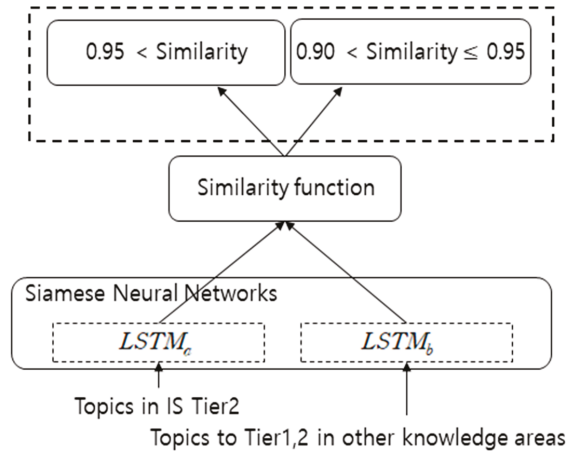 0.95 < Similarity
0.90 < Similarity ≤ 0.95
Similarity function
Siamese Neural Networks
LSTMa
LSTMb
Topics in IS Tier2
Topics to Tier1,2 in other knowledge areas